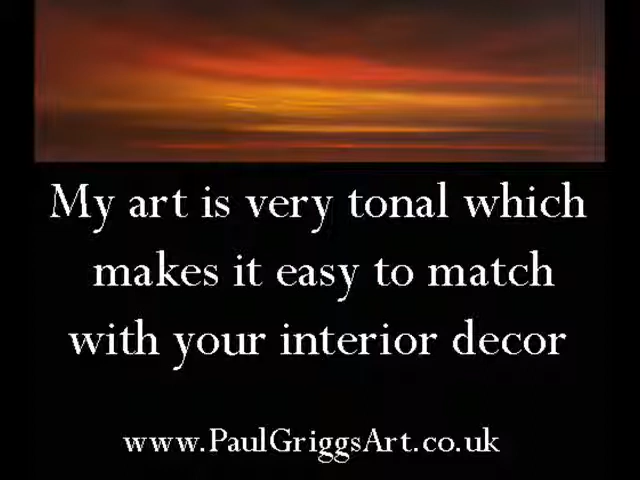 My art is very tonal which
makes it easy to match
with your interior decor
www.PaulGriggsArt.co.uk